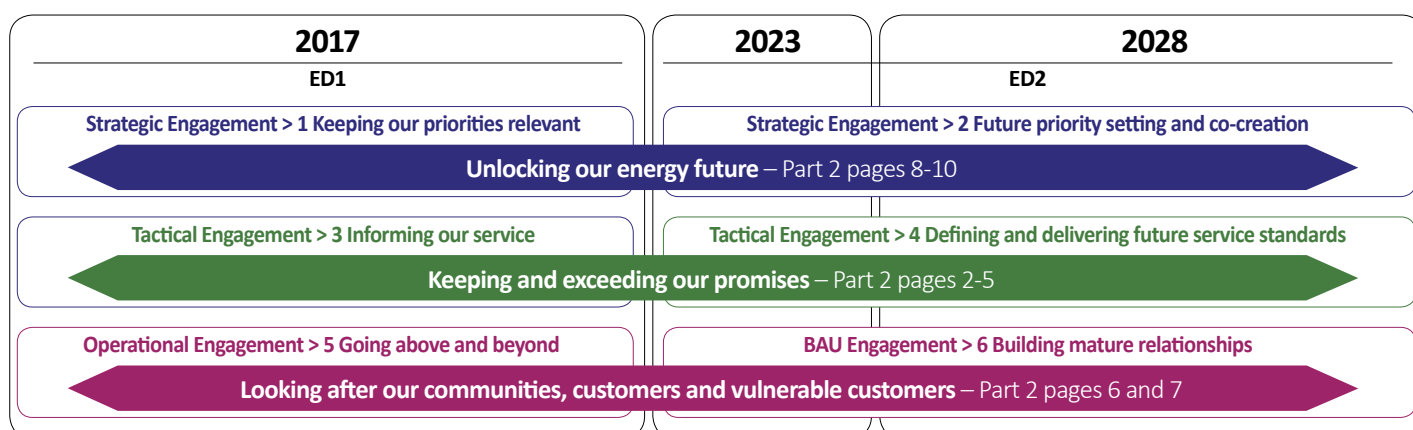 2017
2023
2028
ED1
ED2
Strategic Engagement > 1 Keeping our priorities relevant
Strategic Engagement > 2 Future priority setting and co-creation
Unlocking our energy future – Part 2 pages 8-10
Tactical Engagement > 3 Informing our service
Tactical Engagement > 4 Defining and delivering future service standards
Keeping and exceeding our promises – Part 2 pages 2-5
Operational Engagement > 5 Going above and beyond
BAU Engagement > 6 Building mature relationships
Looking after our communities, customers and vulnerable customers – Part 2 pages 6 and 7